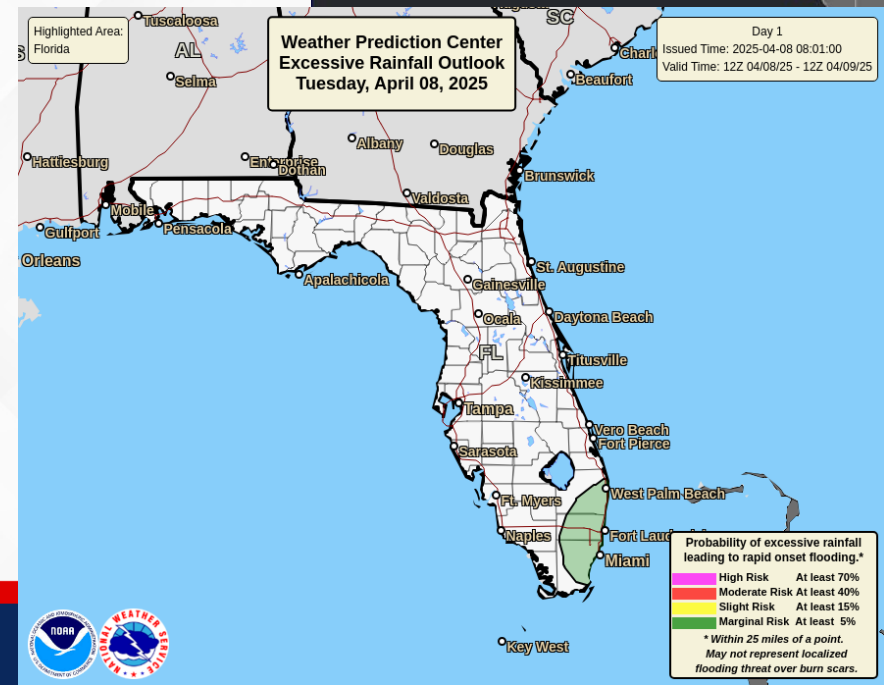 Highlighted Area:
Florida
Weather Prediction Center
Excessive Rainfall Outlook
Tuesday, April 08, 2025
Day 1
Issued Time: 2025-04-08 08:01:00
Valid Time: 12Z 04/08/25 - 12Z 04/09/25
Tuscaloosa
SC
AL
Selma
Beaufort
Albany
Douglas
Hattiesburg
Enterprise
Dothan
Brunswick
Valdosta
Mobile
Pensacola
Gulfport
Orleans
St. Augustine
Apalachicola
Gainesville
Ocala
Daytona Beach
FL
Titusville
Kissimmee
Tampa
Vero Beach
Fort Pierce
Sarasota
Ft. Myers
West Palm Beach
Naples
Fort Laud
Miami
Key West
Probability of excessive rainfall
leading to rapid onset flooding.*
High Risk At least 70%
Moderate Risk At least 40%
Slight Risk At least 15%
Marginal Risk At least 5%
* Within 25 miles of a point.
May not represent localized
flooding threat over burn scars.
NOAA
NATIONAL WEATHER SERVICE